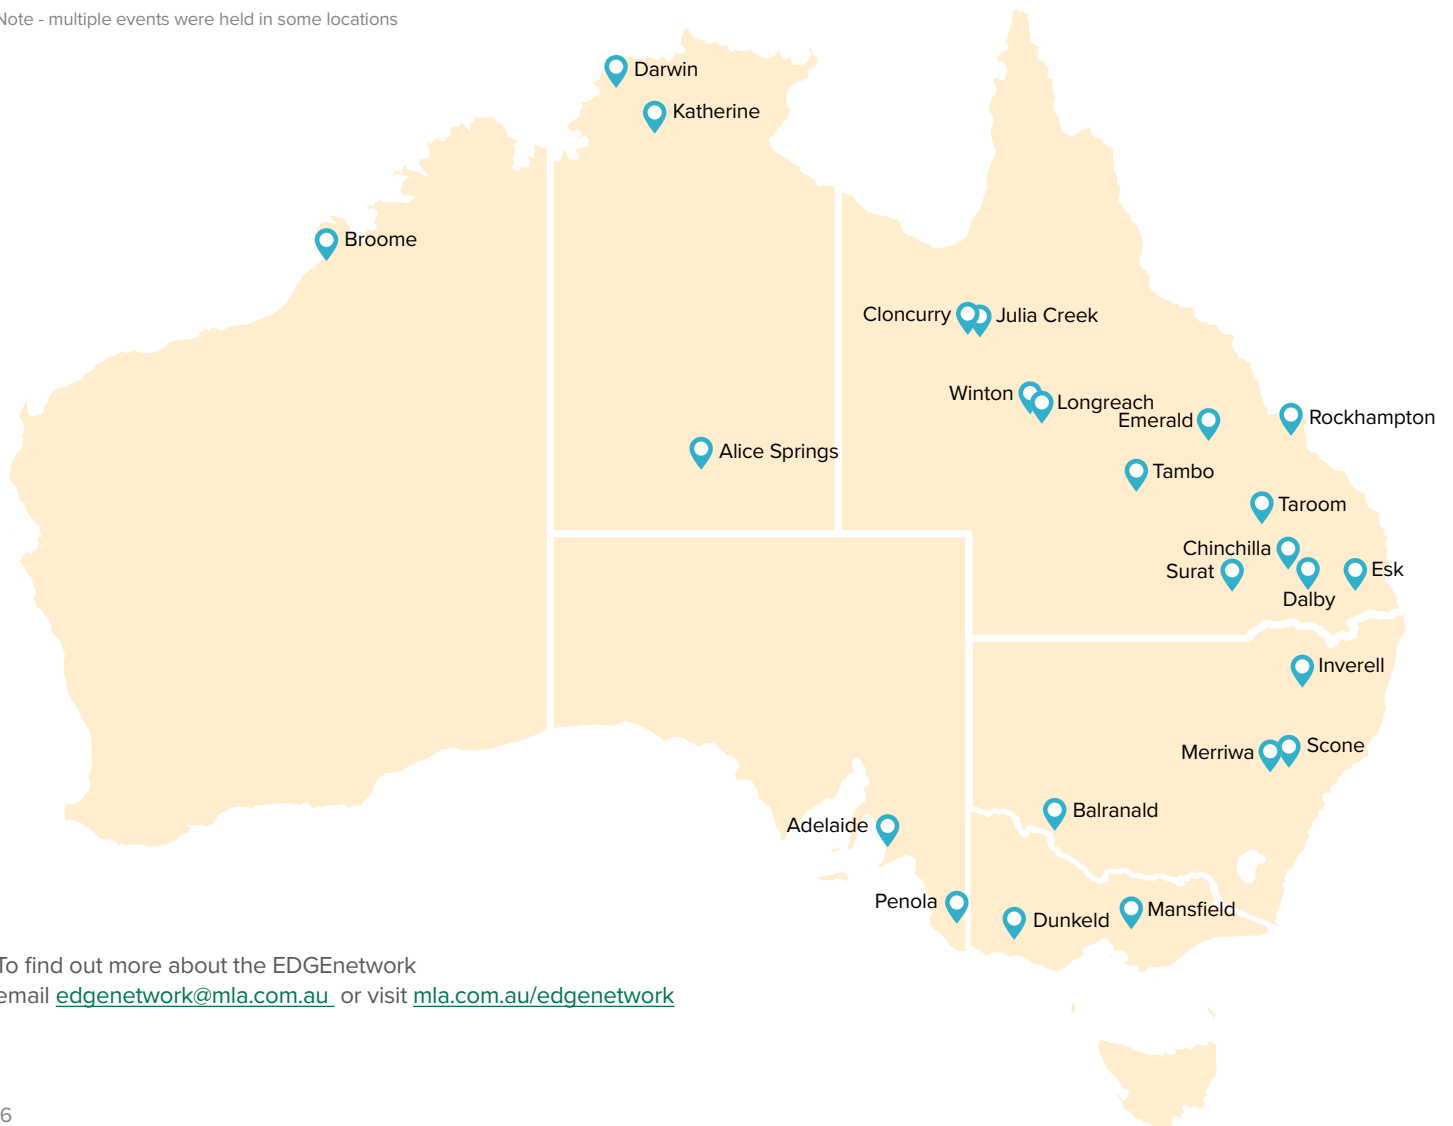 Note - multiple events were held in some locations
Darwin
Katherine
Broome
Cloncurry
Julia Creek
Winton
Longreach
Emerald
Rockhampton
Alice Springs
Tambo
Taroom
Chinchilla
Surat
Esk
Dalby
Inverell
Merriwa
Scone
Balranald
Adelaide
Penola
Dunkeld
Mansfield
To find out more about the EDGEnetwork
email edgenetwork@mla.com.au or visit mla.com.au/edgenetwork
6